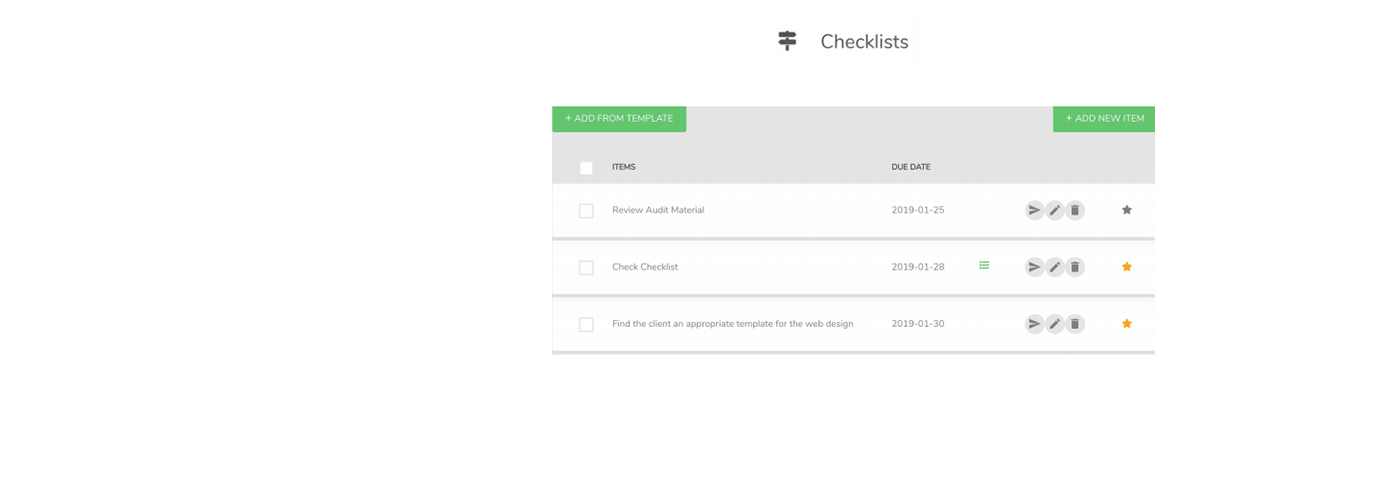 Checklists
+ ADD FROM TEMPLATE + ADD NEW ITEM
ITEMS DUE DATE
Review Audit Material 2019-01-25
Check Checklist 2019-01-28
Find the client an appropriate template for the web design 2019-01-30